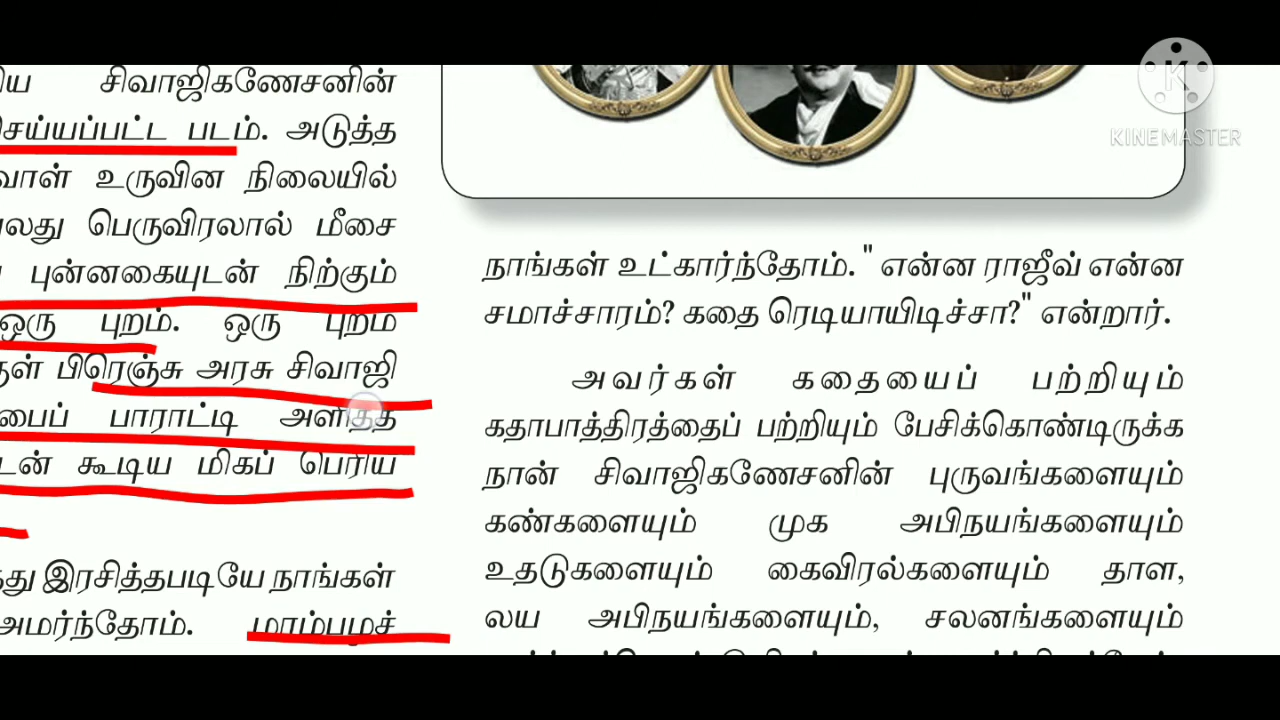 ய சிவாஜிகணேசனின்
செய்யப்பட்ட படம். அடுத்த
வாள் உருவின நிலையில்
லது பெருவிரலால் மீசை
புன்னகையுடன் நிற்கும்
ஒரு புறம். ஒரு புறம்
பிரெஞ்சு அரசு சிவாஜி
பைப் பாராட்டி அளித்த
டன் கூடிய மிகப் பெரிய
து இரசித்தபடியே நாங்கள்
அமர்ந்தோம். மாம்பழச்
KINEMASTER
நாங்கள் உட்கார்ந்தோம். "என்ன ராஜீவ் என்ன
சமாச்சாரம்? கதை ரெடியாயிடிச்சா?" என்றார்.
அவர்கள் கதையைப் பற்றியும்
கதாபாத்திரத்தைப் பற்றியும் பேசிக்கொண்டிருக்க
நான் சிவாஜிகணேசனின் புருவங்களையும்
கண்களையும் முக அபிநயங்களையும்
உதடுகளையும் கைவிரல்களையும் தாள,
லய அபிநயங்களையும், சலனங்களையும்